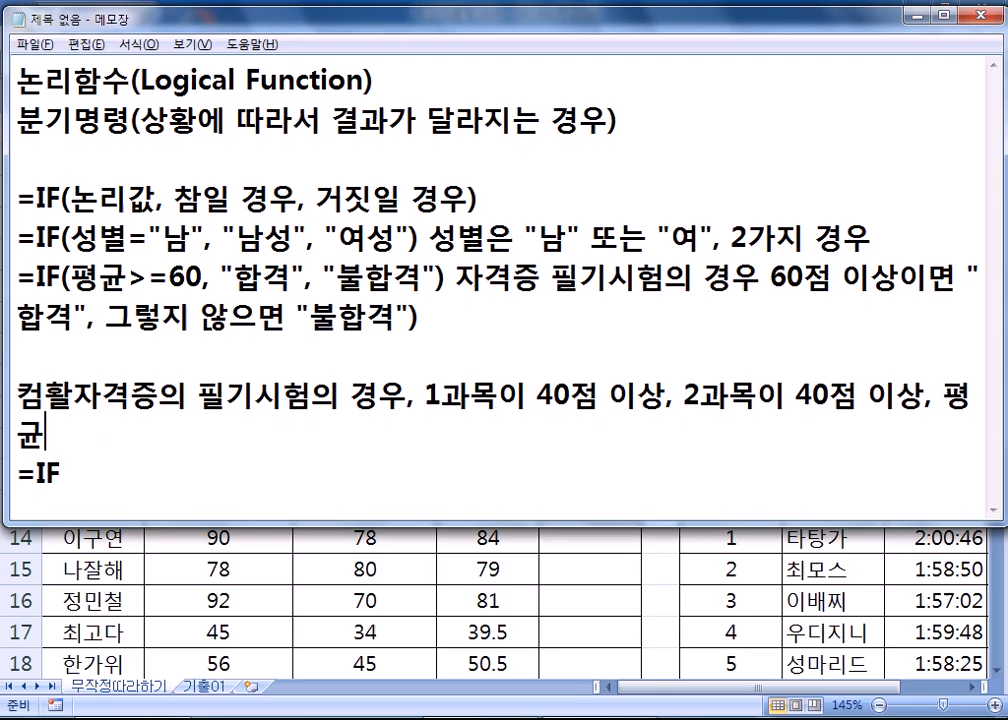 제목 없음 - 메모장
파일(F) 편집(E) 서식(O) 보기(V) 도움말(H)
논리함수(Logical Function)
분기명령(상황에 따라서 결과가 달라지는 경우)
=IF(논리값, 참일 경우, 거짓일 경우)
=IF(성별="남", "남성", "여성") 성별은 "남" 또는 "여", 2가지 경우
=IF(평균>=60, "합격", "불합격") 자격증 필기시험의 경우 60점 이상이면 "
합격", 그렇지 않으면 "불합격")
컴활자격증의 필기시험의 경우, 1과목이 40점 이상, 2과목이 40점 이상, 평
균
=IF
14 이구연 90 78 84 1 타탕가 2:00:46
15 나잘해 78 80 79 2 최모스 1:58:50
16 정민철 92 70 81 3 이배찌 1:57:02
17 최고다 45 34 39.5 4 우디지니 1:59:48
18 한가위 56 45 50.5 5 성마리드 1:58:25
무작정따라하기 기출01
준비 145%